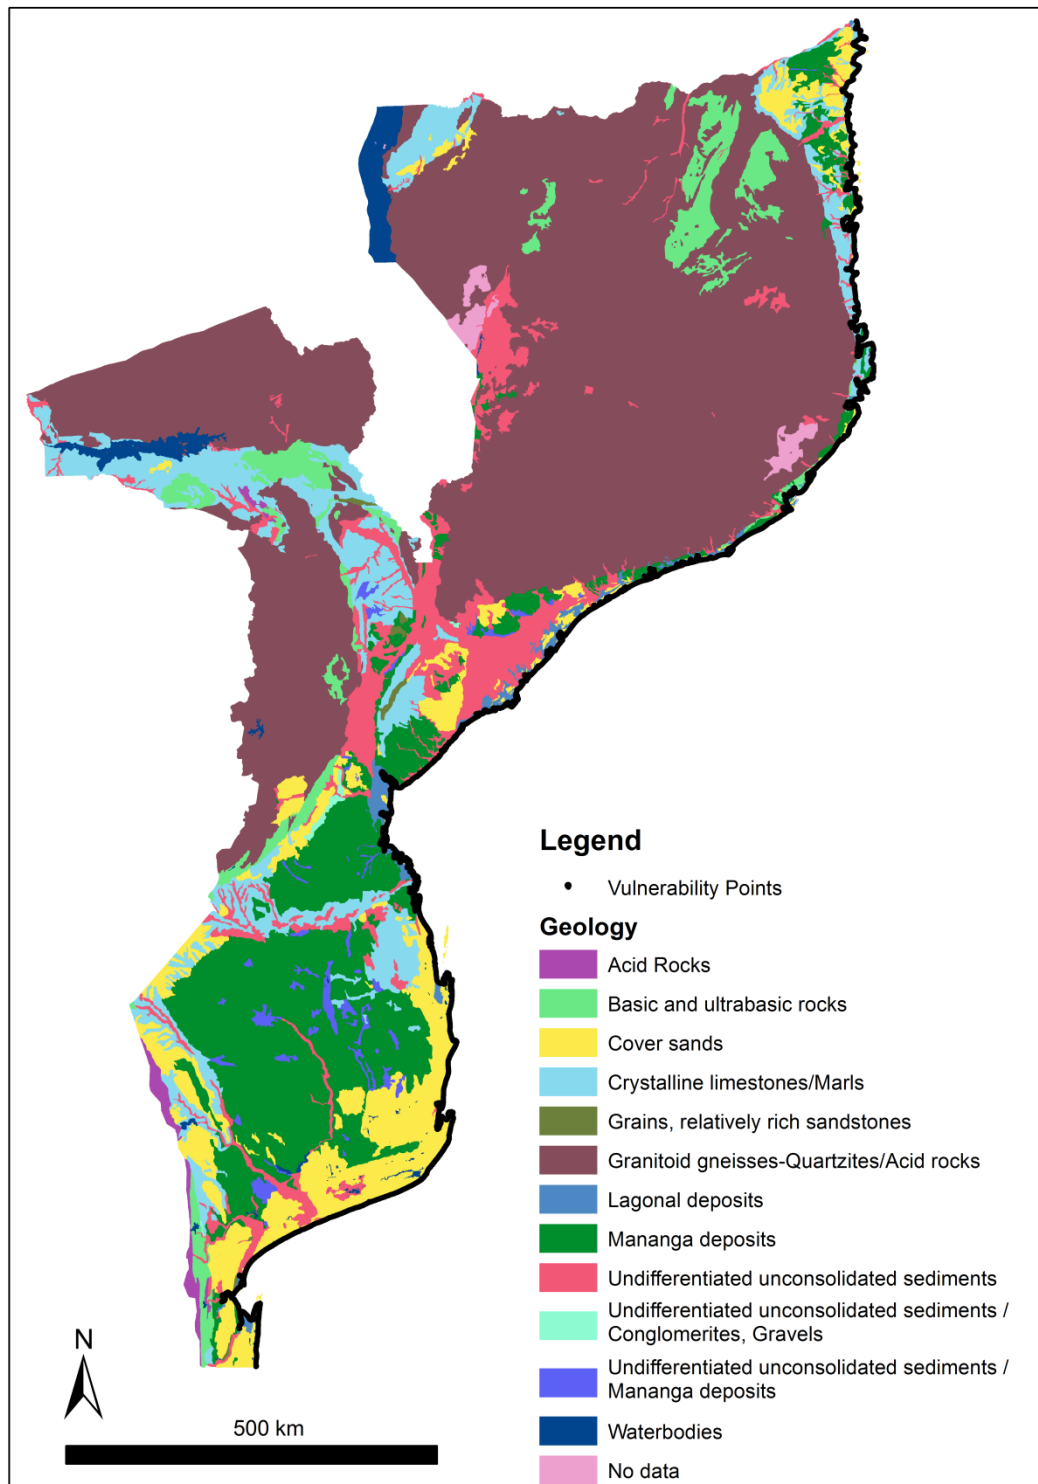 Legend
Vulnerability Points
Geology
Acid Rocks
Basic and ultrabasic rocks
Cover sands
Crystalline limestones/Marls
Grains, relatively rich sandstones
Granitoid gneisses-Quartzites/Acid rocks
Lagonal deposits
Mananga deposits
Undifferentiated unconsolidated sediments
Undifferentiated unconsolidated sediments /
Conglomerites, Gravels
Undifferentiated unconsolidated sediments /
Mananga deposits
Waterbodies
No data
N
500 km